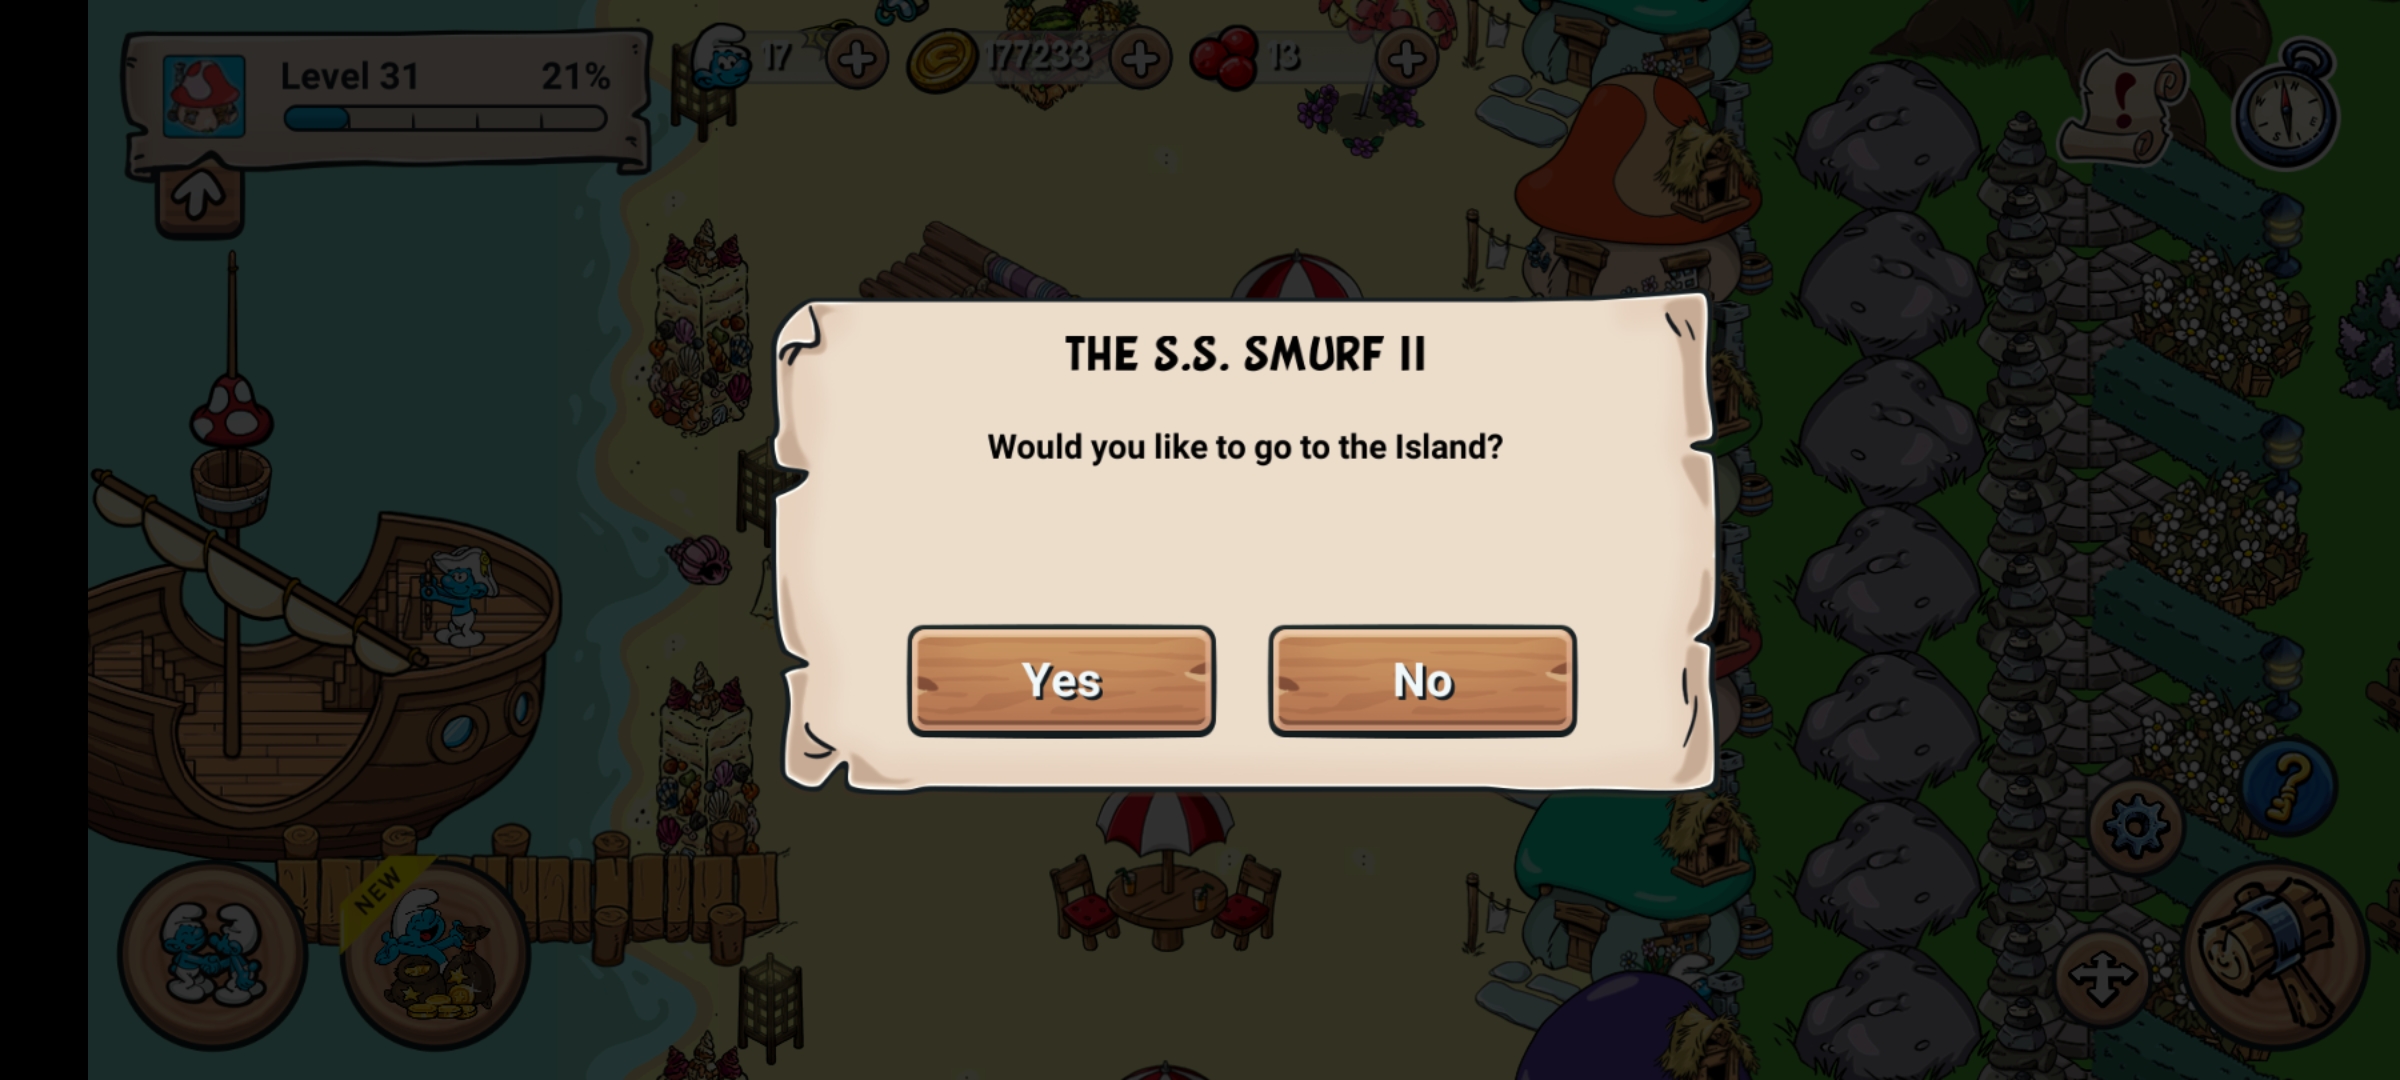 Level 31 21%
17
177233
13
THE S.S. SMURF II
Would you like to go to the Island?
Yes No
NEW